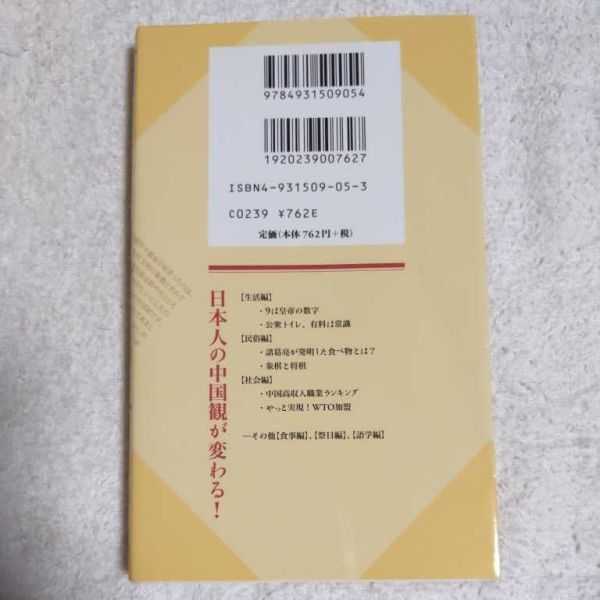 9784931509054
1920239007627
ISBN4-931509-05-3
C0239 ¥762E
定価(本体762円+税)
日本人の中国観が変わる!
【生活編】
・9は皇帝の数字
・公衆トイレ、有料は常識
【民俗編】
・諸葛亮が発明した食べ物とは?
・象棋と将棋
【社会編】
・中国高収入職業ランキング
・やっと実現!WTO加盟
…その他【食事編】、【祭日編】、【語学編】